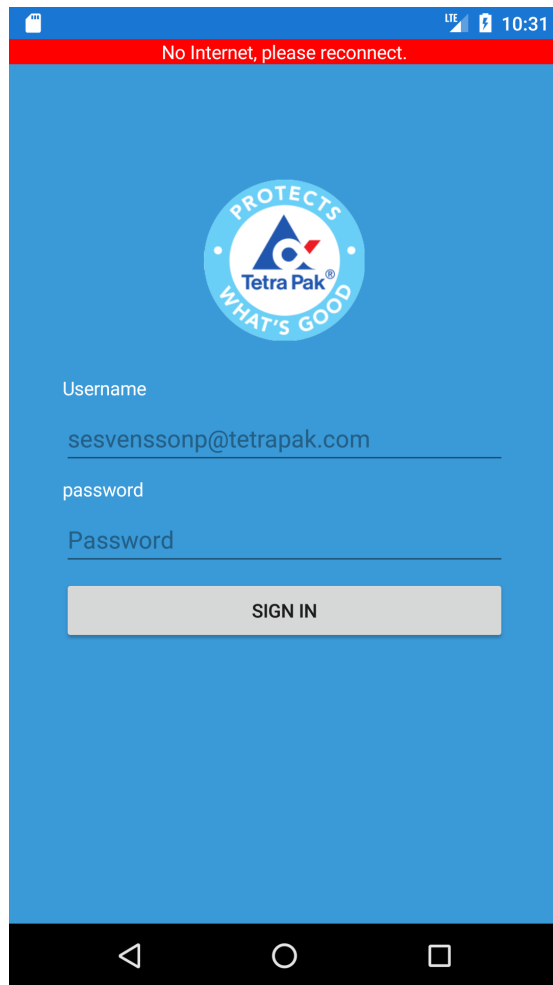 LTE 10:31
No Internet, please reconnect.
PROTECTS
Tetra Pak®
WHAT'S GOOD
Username
sesvenssonp@tetrapak.com
password
Password
SIGN IN